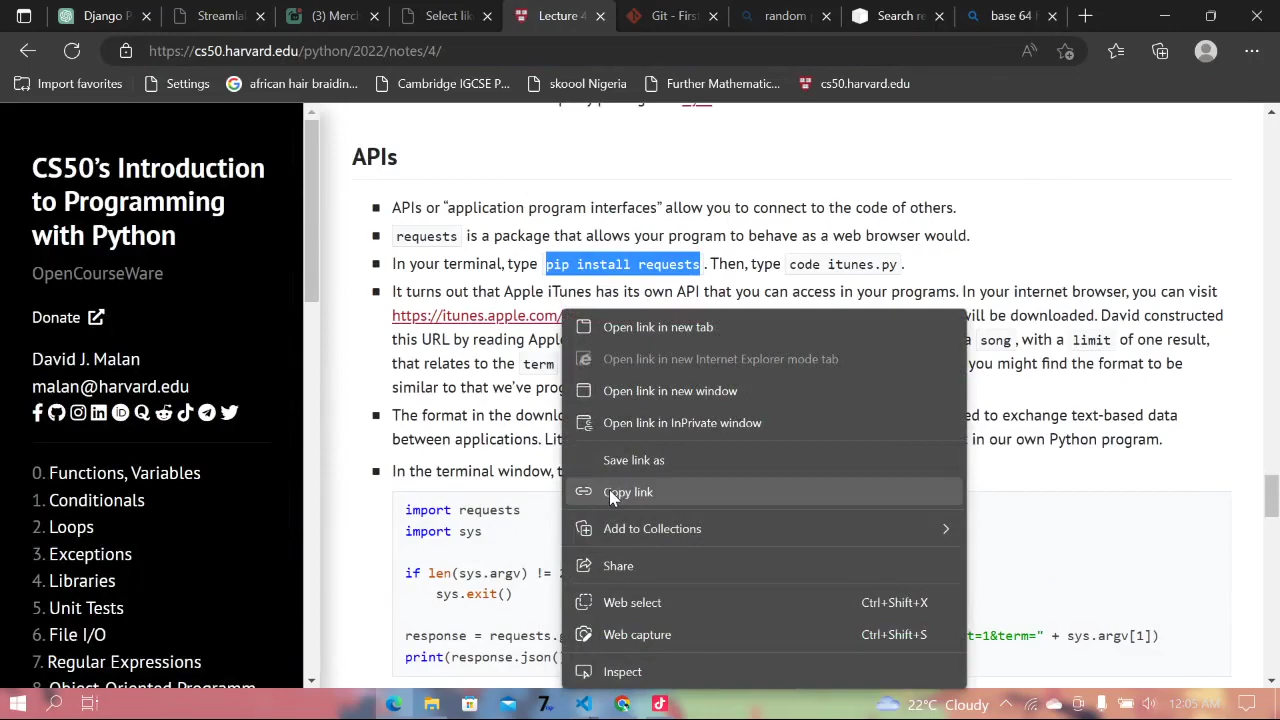 Django P
Streamlal
(3) Merch
Select lin
Lecture 4
Git - First
random p
Search re
base 64 E
https://cs50.harvard.edu/python/2022/notes/4/
Import favorites
Settings
african hair braidin...
Cambridge IGCSE P...
skoool Nigeria
Further Mathematic...
cs50.harvard.edu
CS50's Introduction
to Programming
with Python
OpenCourseWare
Donate
David J. Malan
malan@harvard.edu
0. Functions, Variables
1. Conditionals
2. Loops
3. Exceptions
4. Libraries
5. Unit Tests
6. File I/O
7. Regular Expressions
8. Object-Oriented Programm
APIs
APIs or “application program interfaces” allow you to connect to the code of others.
requests is a package that allows your program to behave as a web browser would.
In your terminal, type pip install requests. Then, type code itunes.py.
It turns out that Apple iTunes has its own API that you can access in your programs. In your internet browser, you can visit
https://itunes.apple.com/ will be downloaded. David constructed
this URL by reading Apple a song, with a limit of one result,
that relates to the term you might find the format to be
similar to that we've prog
The format in the downlo ed to exchange text-based data
between applications. Lit in our own Python program.
In the terminal window, t
import requests
import sys
if len(sys.argv) != 2
sys.exit()
response = requests.g t=1&term=" + sys.argv[1])
print(response.json()
Open link in new tab
Open link in new Internet Explorer mode tab
Open link in new window
Open link in InPrivate window
Save link as
Copy link
Add to Collections
Share
Web select Ctrl+Shift+X
Web capture Ctrl+Shift+S
Inspect
22°C Cloudy
12:05 AM